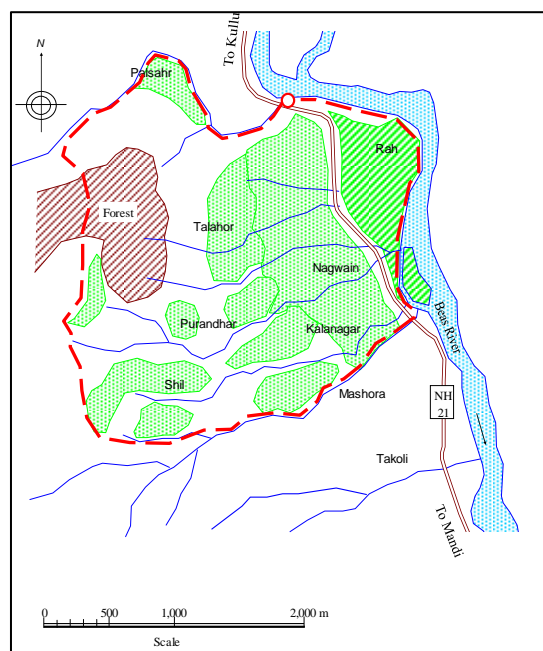 N
To Kullu
Palsahr
Rah
Forest
Talahor
Nagwain
Beas River
Purandhar
Kalanagar
Shil
Mashora
NH
21
Takoli
To Mandi
0 500 1,000 2,000 m
Scale